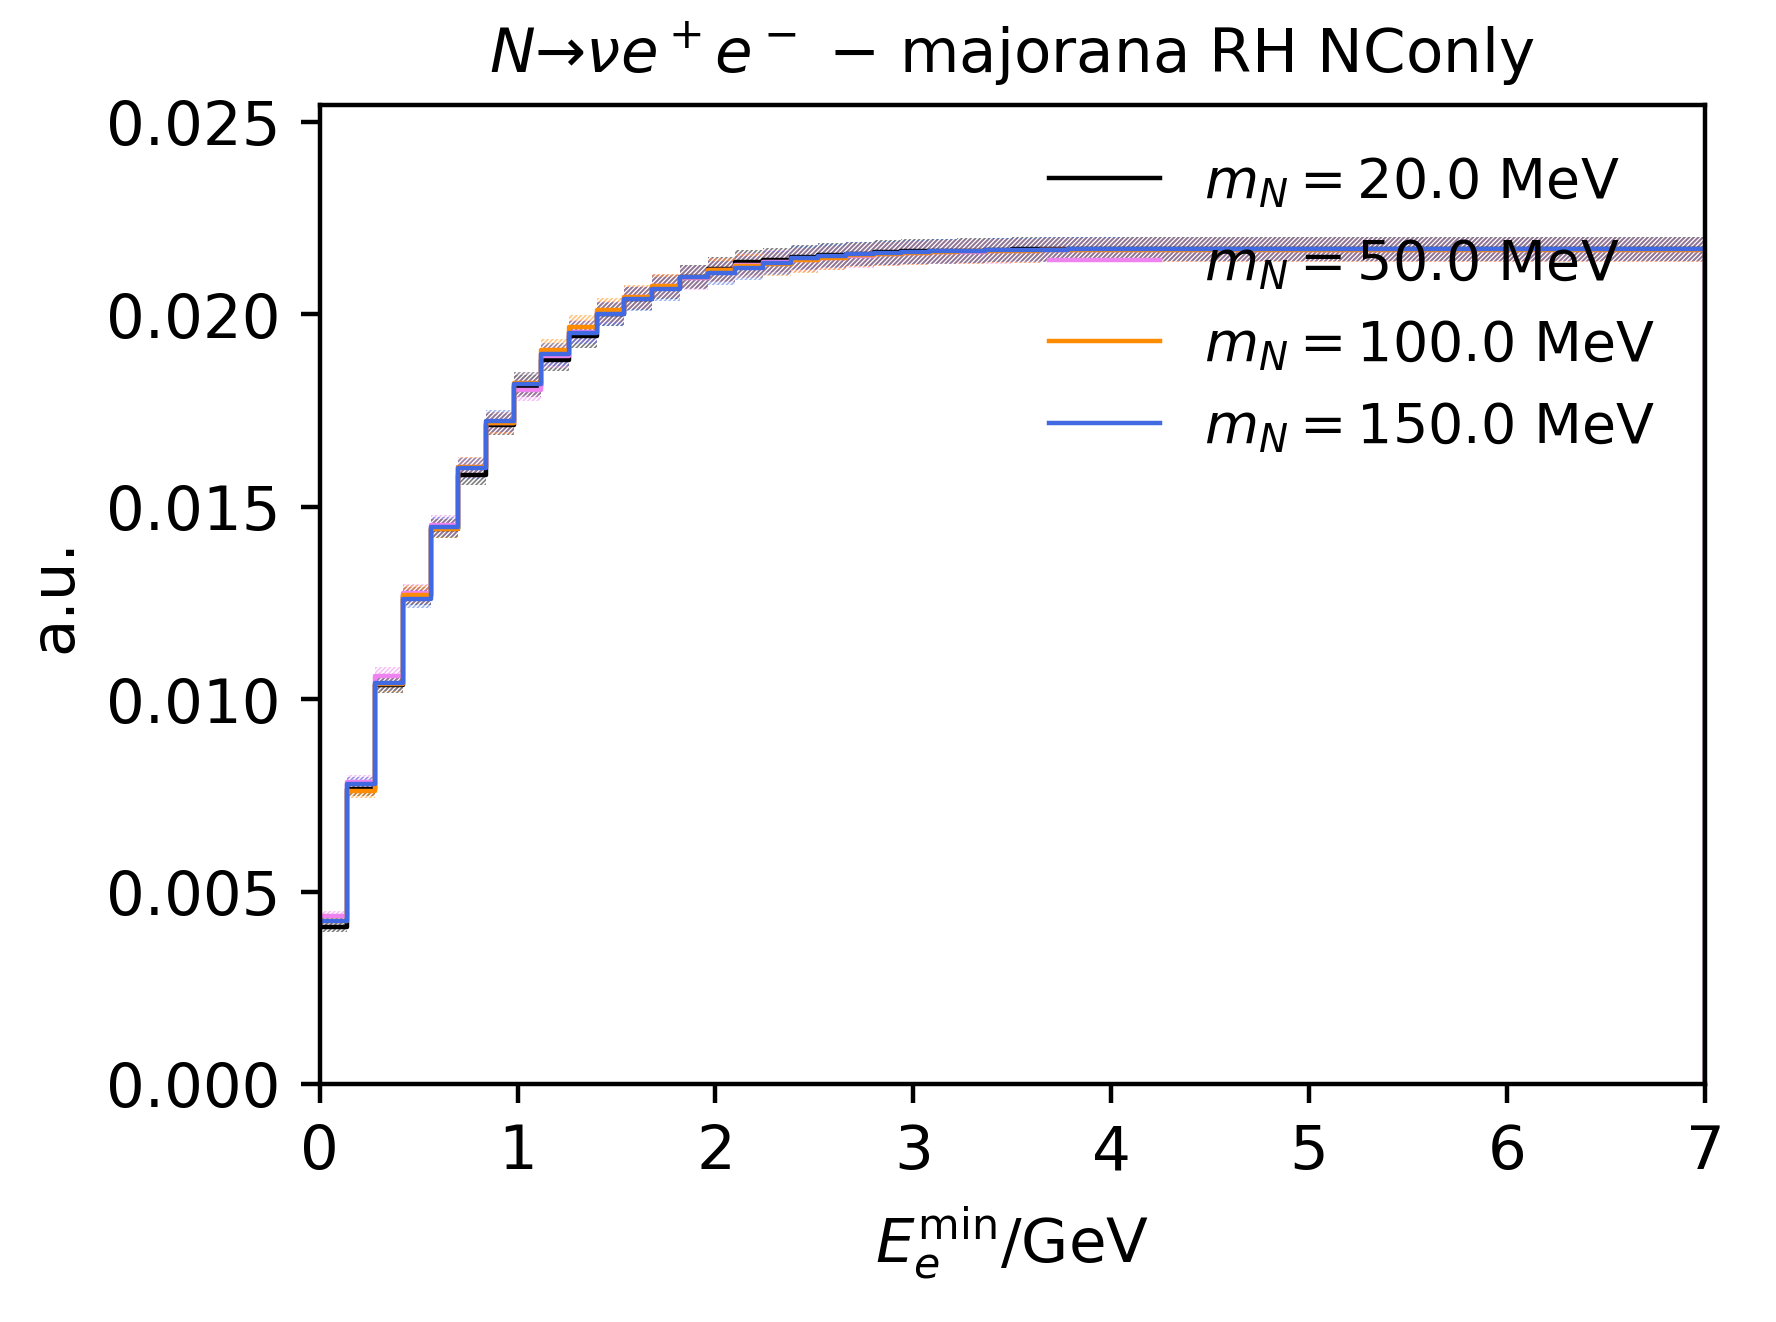 N→νe⁺e⁻ − majorana RH NConly
0.025
0.020
0.015
0.010
0.005
0.000
a.u.
m_N = 20.0 MeV
m_N = 50.0 MeV
m_N = 100.0 MeV
m_N = 150.0 MeV
0 1 2 3 4 5 6 7
E_e^min/GeV